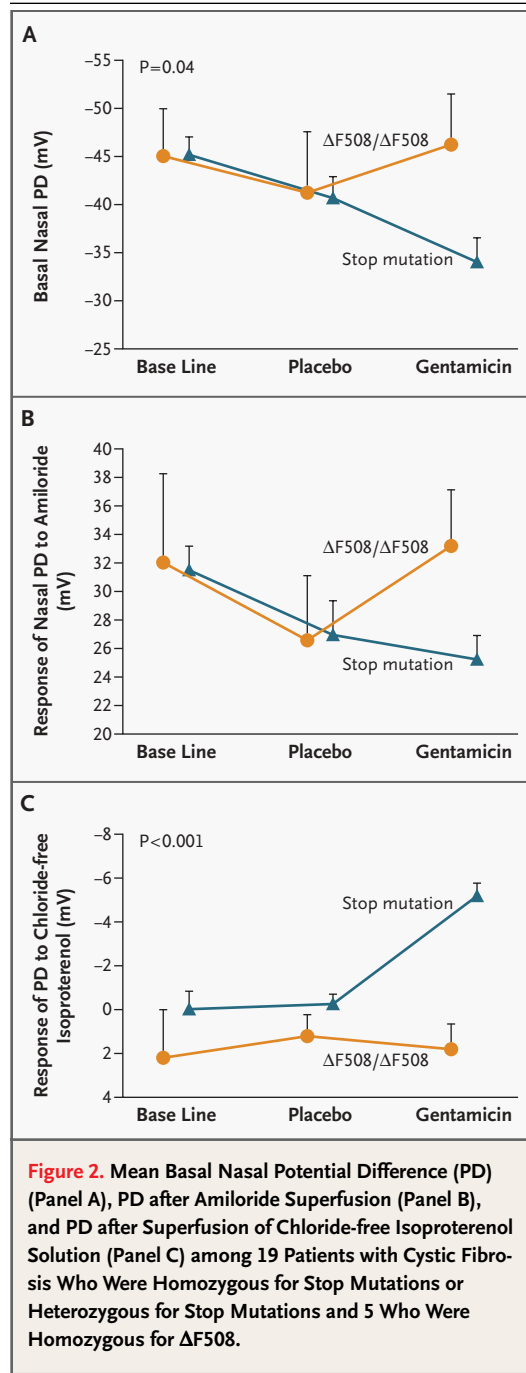 A
P=0.04
Basal Nasal PD (mV)
–55
–50
–45
–40
–35
–30
–25
ΔF508/ΔF508
Stop mutation
Base Line Placebo Gentamicin
B
Response of Nasal PD to Amiloride
(mV)
40
38
36
34
32
30
28
26
24
22
20
ΔF508/ΔF508
Stop mutation
Base Line Placebo Gentamicin
C
P<0.001
Response of PD to Chloride-free
Isoproterenol (mV)
–8
–6
–4
–2
0
2
4
Stop mutation
ΔF508/ΔF508
Base Line Placebo Gentamicin
Figure 2. Mean Basal Nasal Potential Difference (PD)
(Panel A), PD after Amiloride Superfusion (Panel B),
and PD after Superfusion of Chloride-free Isoproterenol
Solution (Panel C) among 19 Patients with Cystic Fibro-
sis Who Were Homozygous for Stop Mutations or
Heterozygous for Stop Mutations and 5 Who Were
Homozygous for ΔF508.